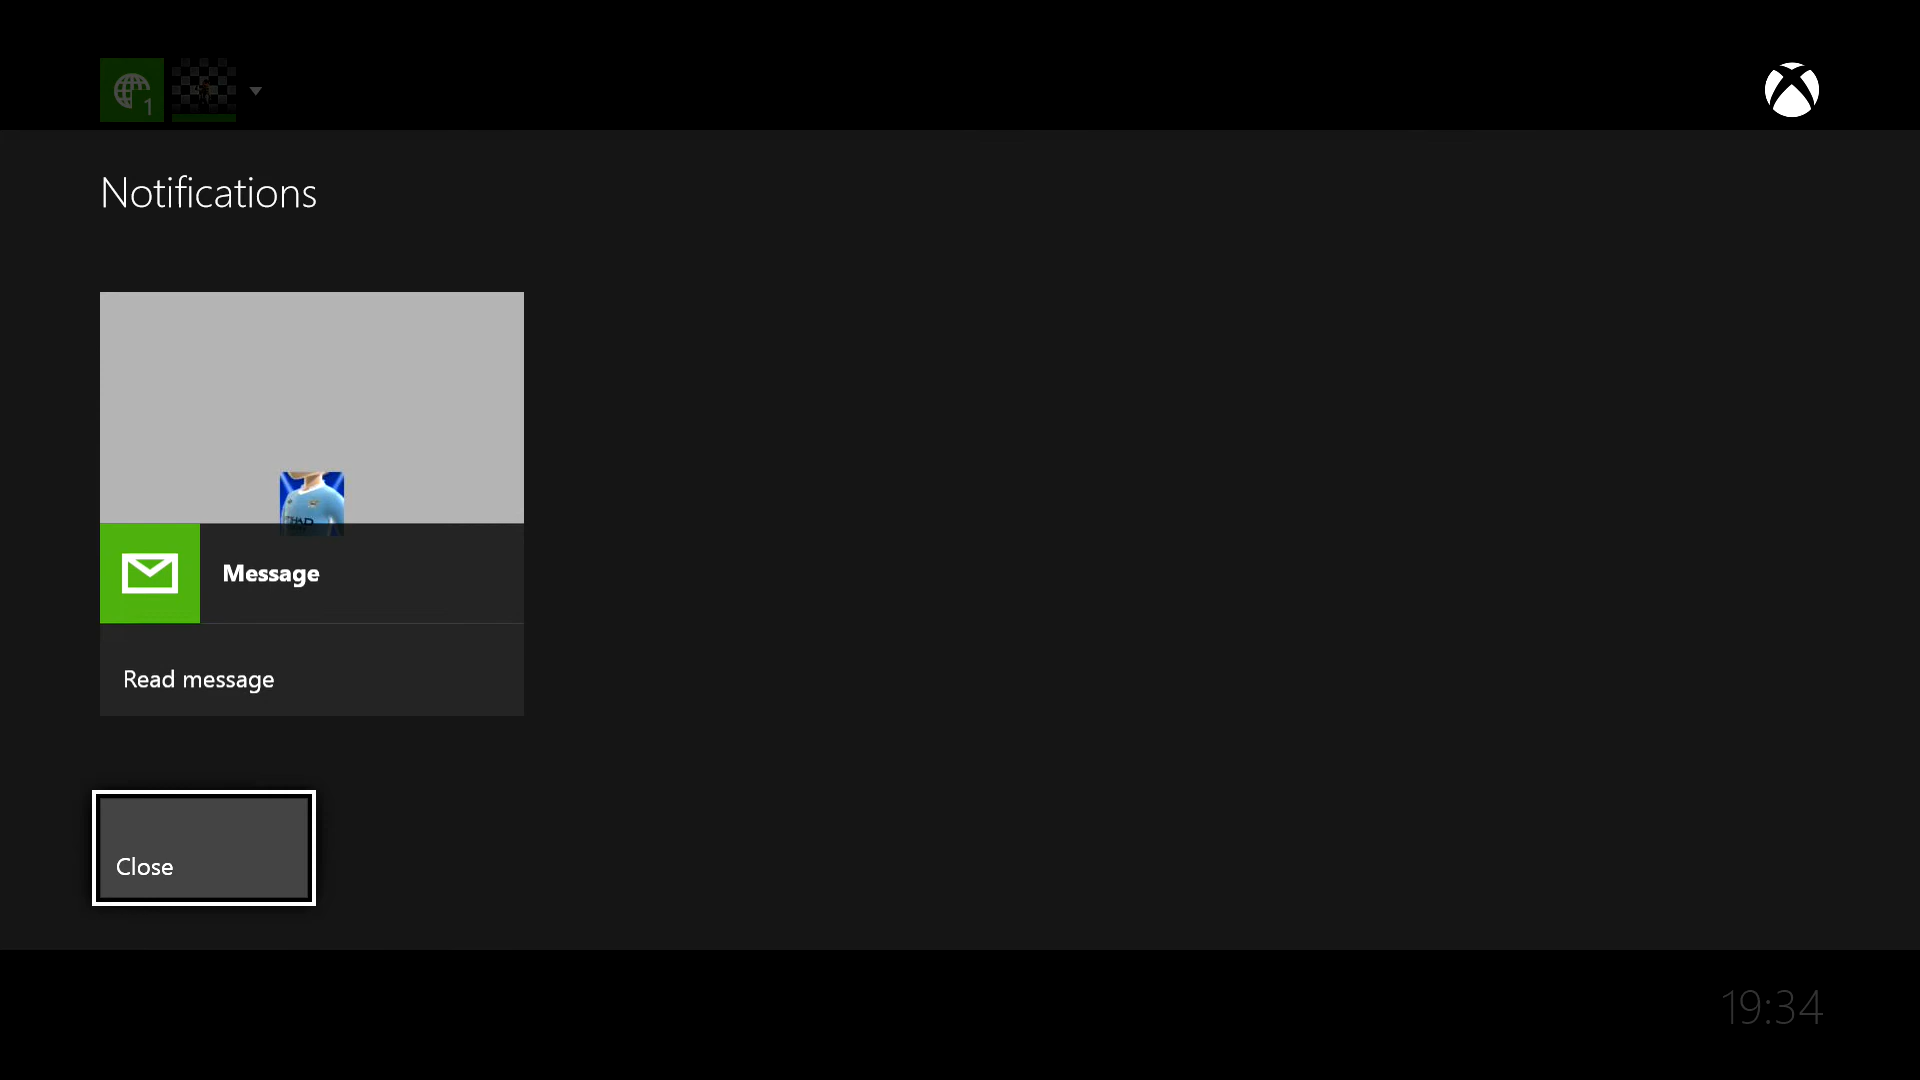 1
Notifications
Message
Read message
Close
19:34